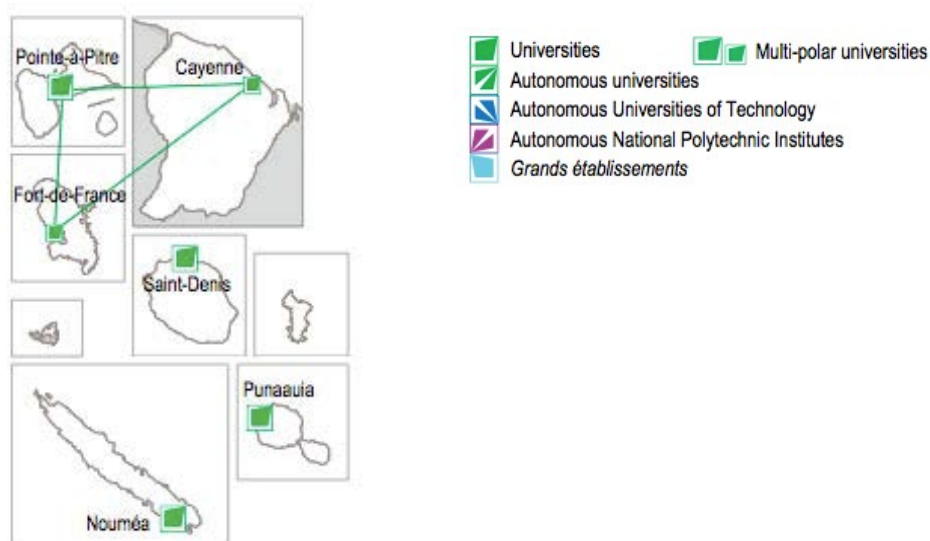 Pointe-à-Pitre
Cayenne
Fort-de-France
Saint-Denis
Punaauia
Nouméa
Universities
Multi-polar universities
Autonomous universities
Autonomous Universities of Technology
Autonomous National Polytechnic Institutes
Grands établissements